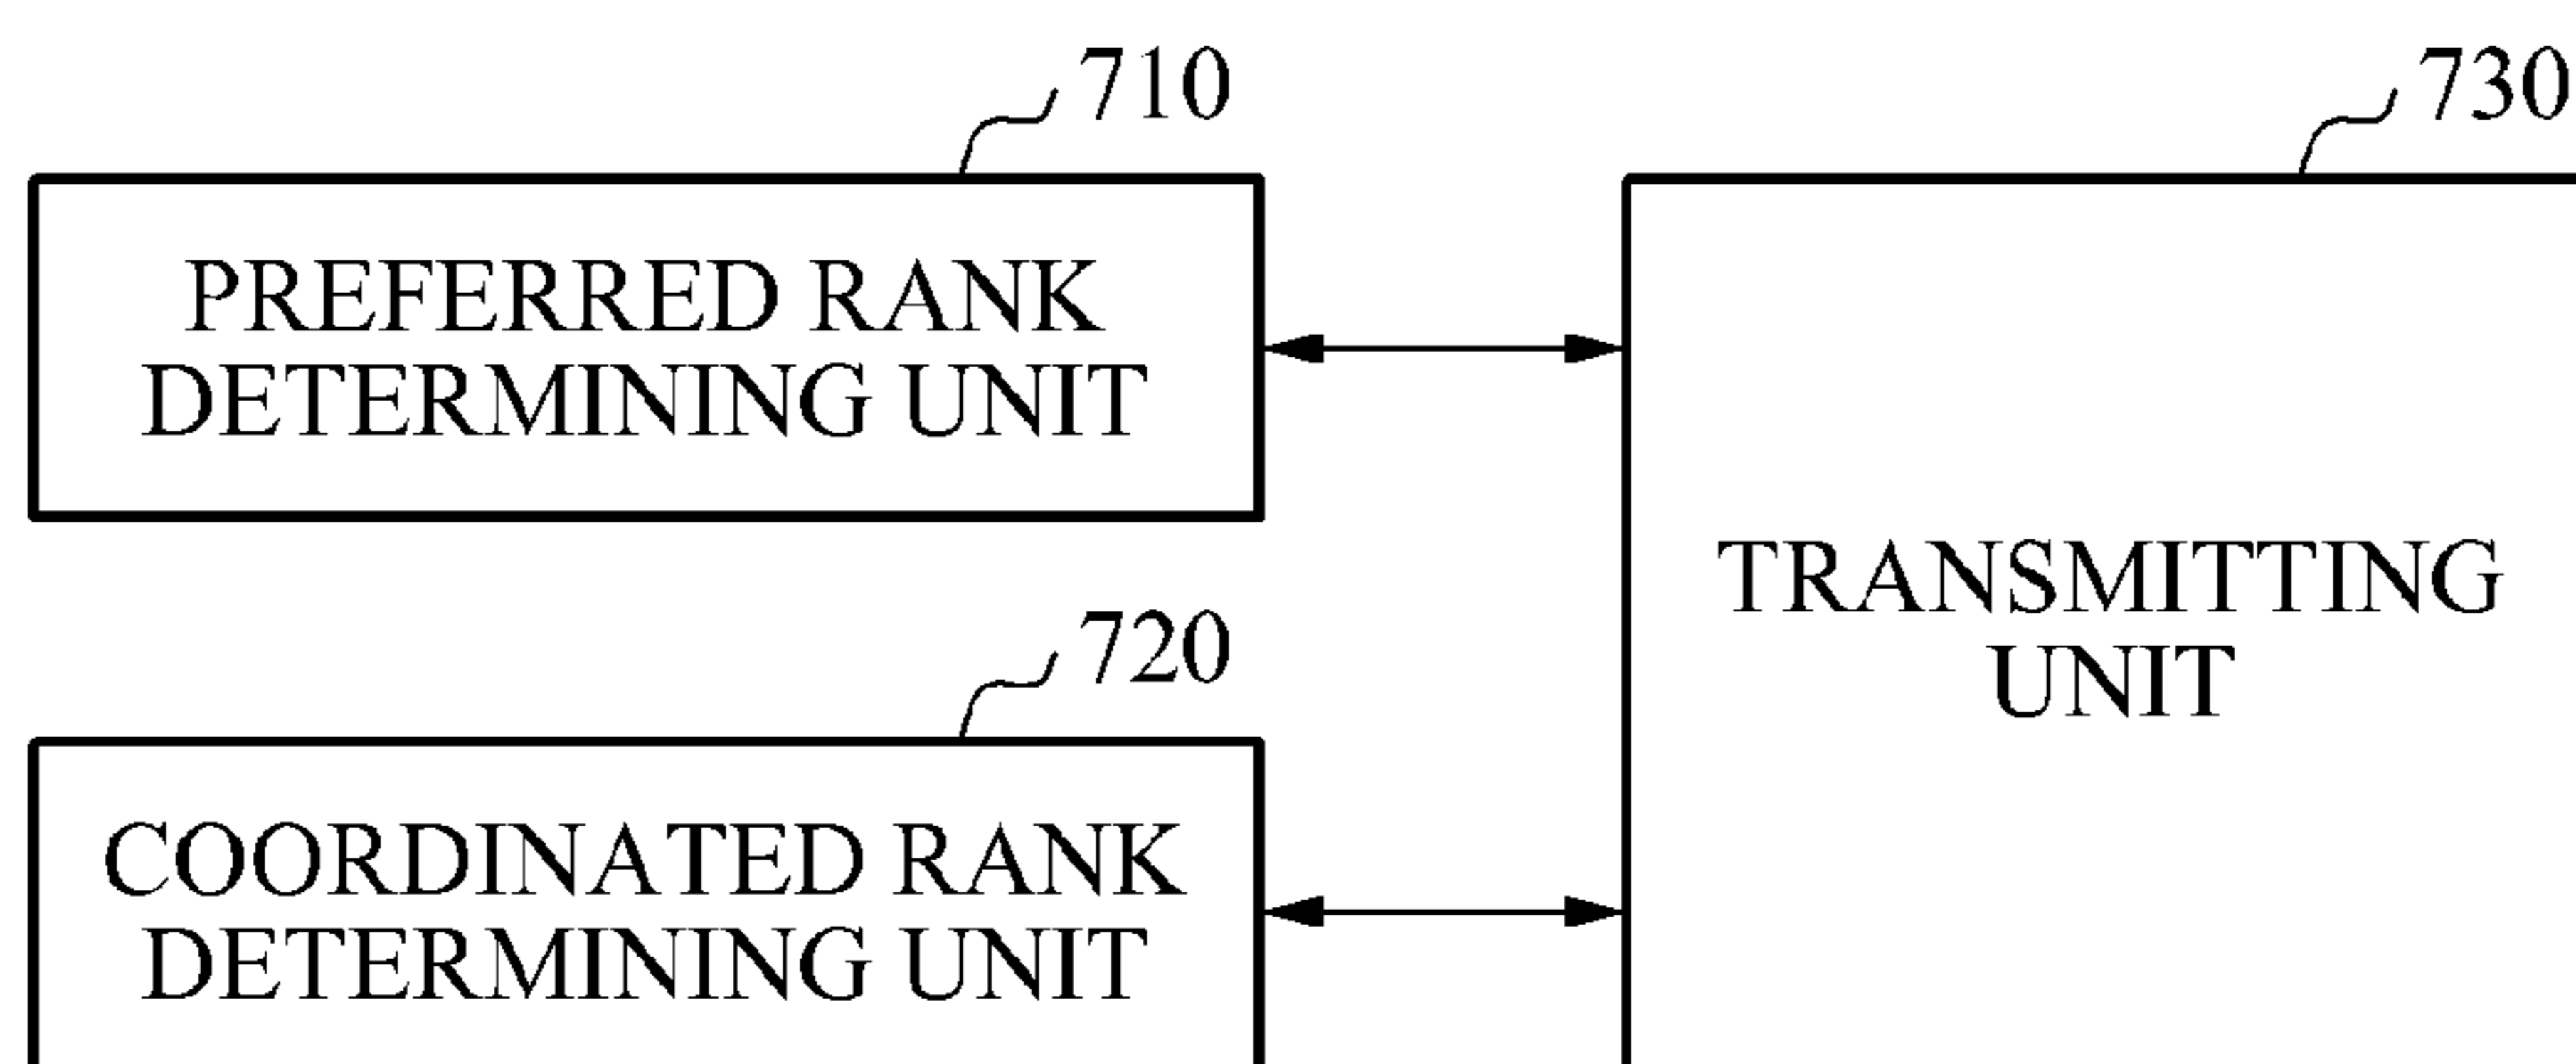 710
PREFERRED RANK
DETERMINING UNIT
720
COORDINATED RANK
DETERMINING UNIT
730
TRANSMITTING
UNIT